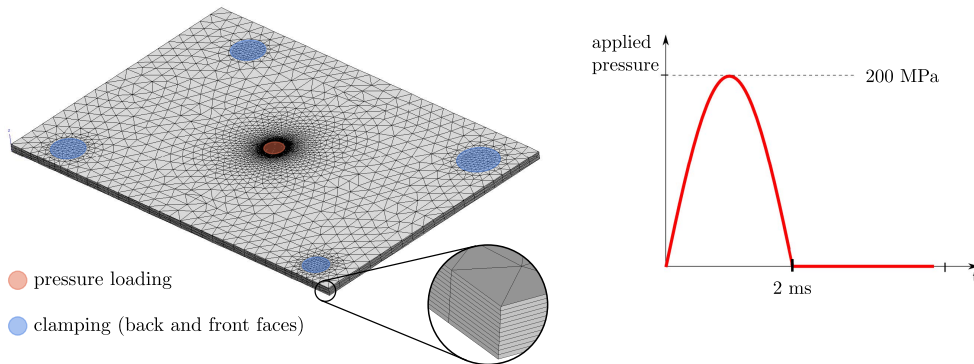 applied
pressure
200 MPa
2 ms
t
z
pressure loading
clamping (back and front faces)